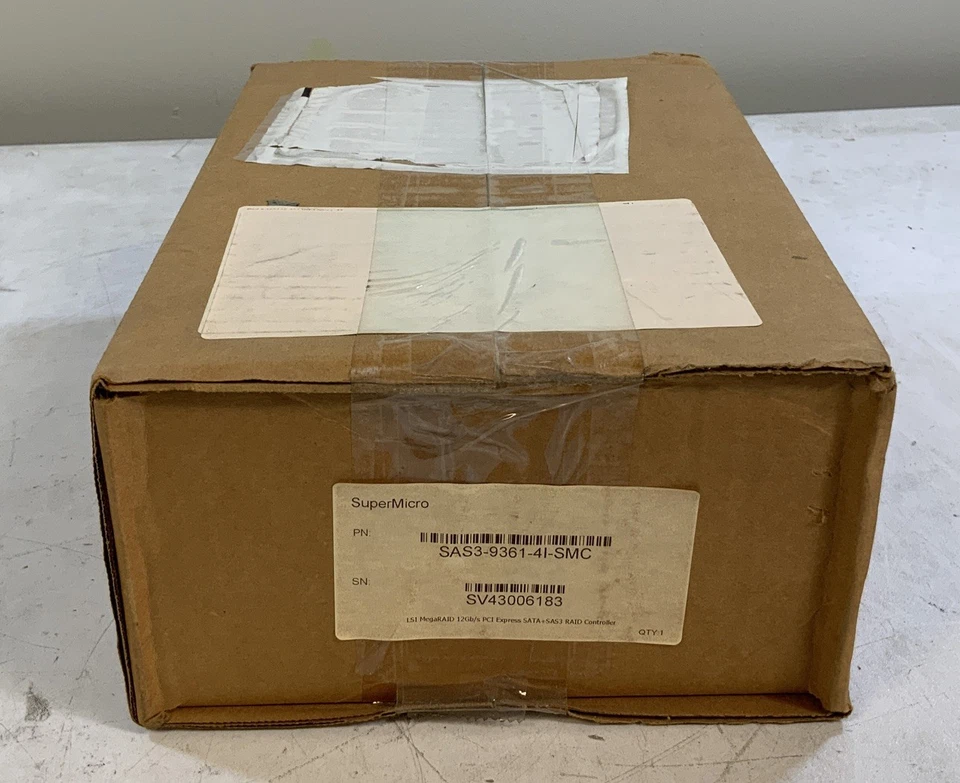 SuperMicro
PN:
SAS3-9361-4I-SMC
SN:
SV43006183
LSI MegaRAID 12Gb/s PCI Express SATA+SAS3 RAID Controller
QTY:1